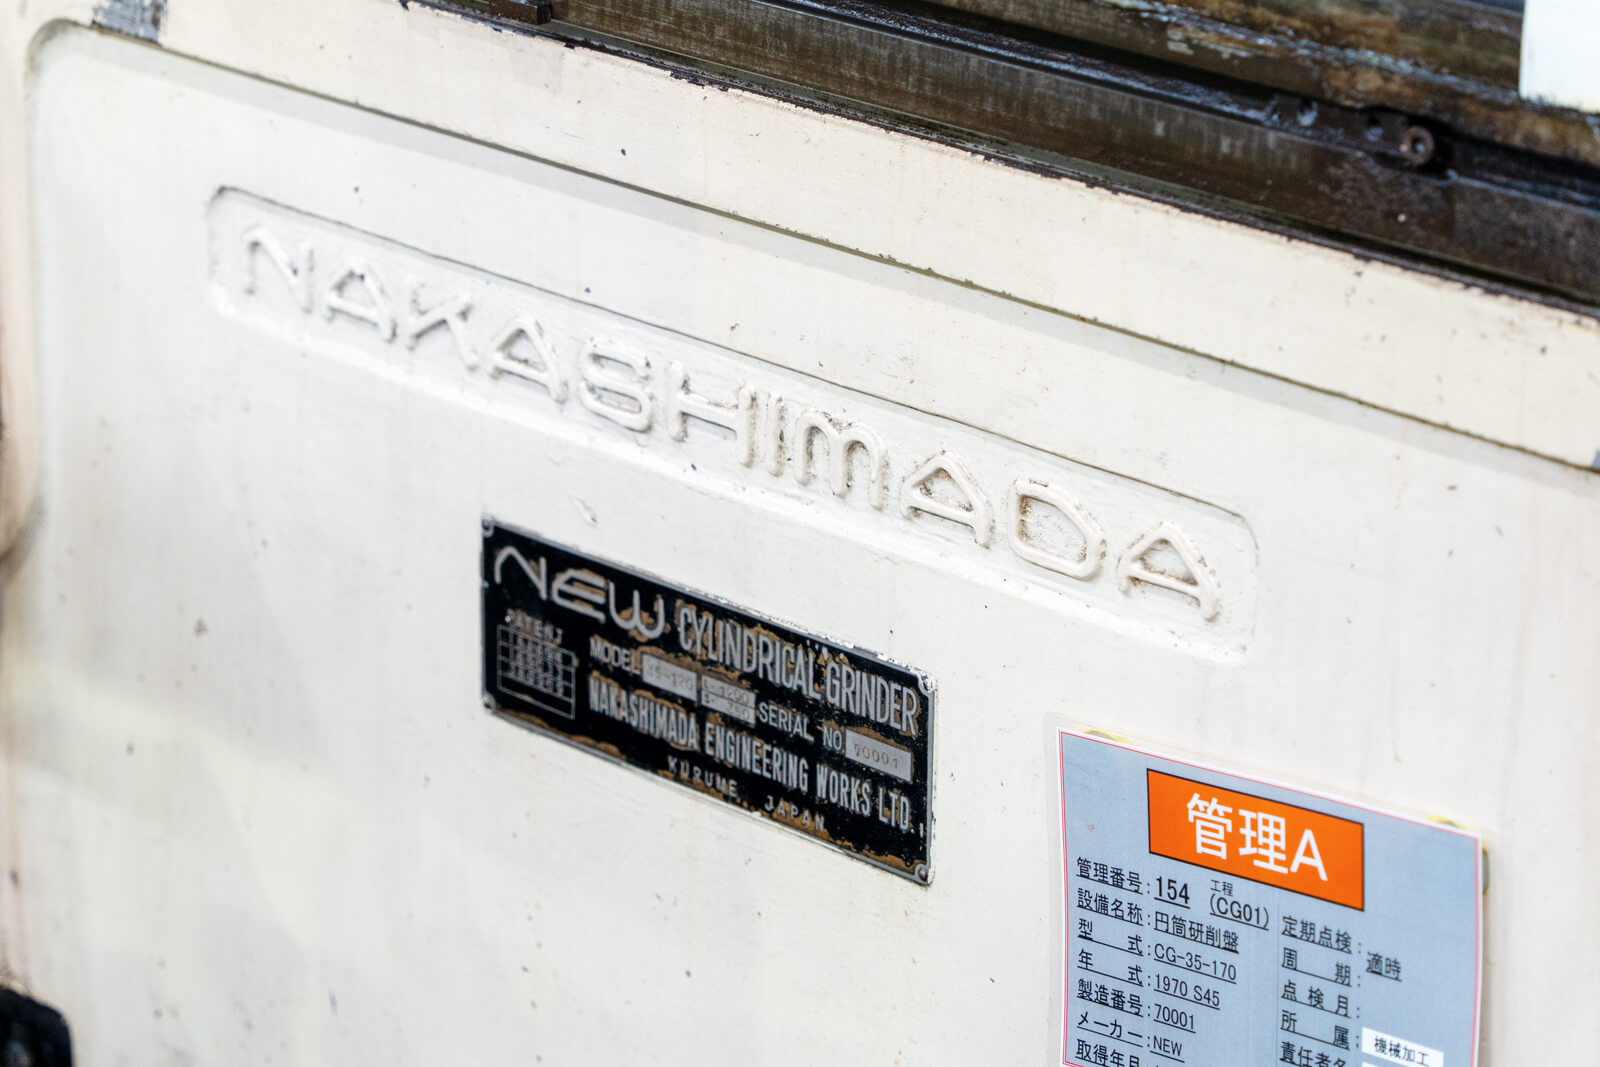 NAKASHIMADA
NEW CYLINDRICAL GRINDER
PATENT
MODEL SERIAL NO. 70001
NAKASHIMADA ENGINEERING WORKS LTD.
KURUME, JAPAN
管理A
管理番号:154 工程(CG01)
設備名称:円筒研削盤
型 式:CG-35-170
年 式:1970 S45
製造番号:70001
メーカー:NEW
取得年月
定期点検:
周 期:適時
点検月:
所 属:機械加工
責任者名